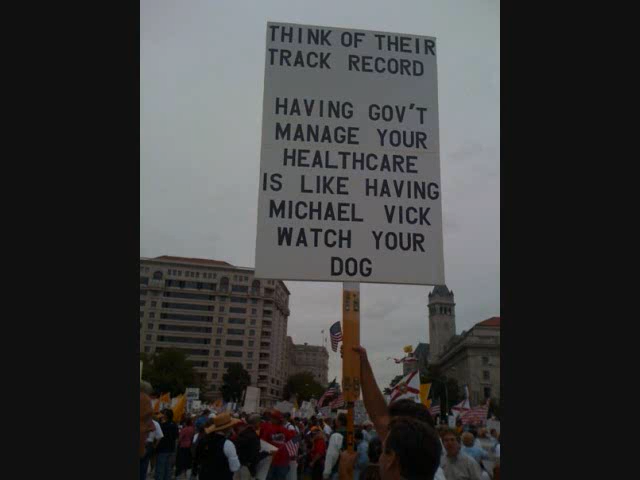 THINK OF THEIR
TRACK RECORD
HAVING GOV'T
MANAGE YOUR
HEALTHCARE
IS LIKE HAVING
MICHAEL VICK
WATCH YOUR
DOG